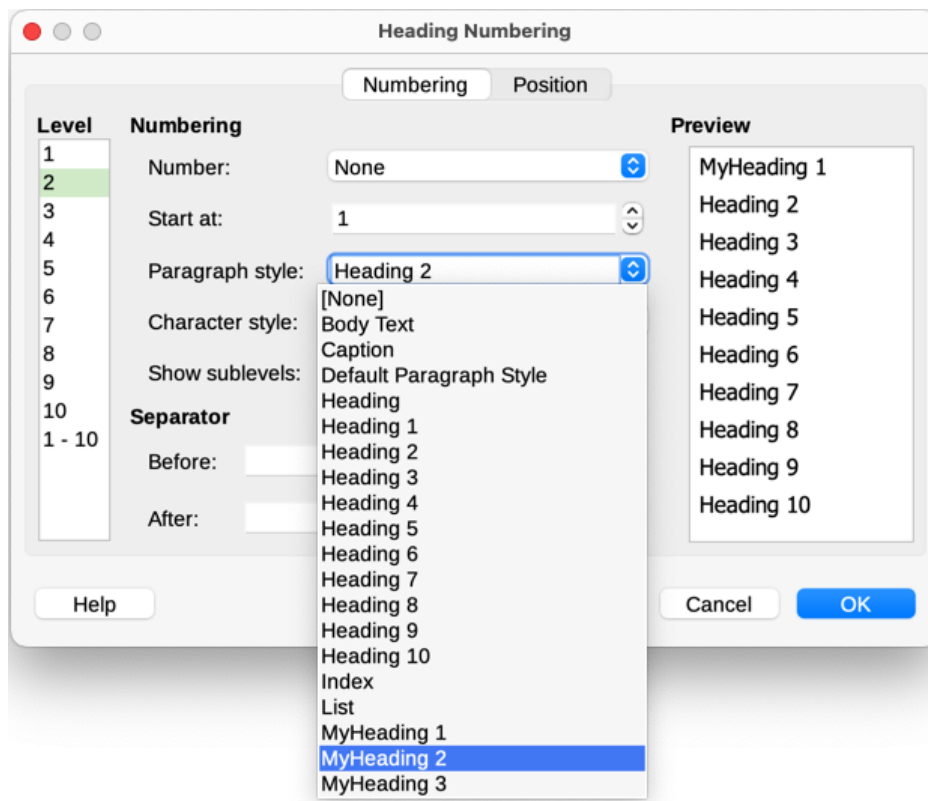 Heading Numbering
Numbering Position
Level
1
2
3
4
5
6
7
8
9
10
1 - 10
Numbering
Number: None
Start at: 1
Paragraph style: Heading 2
Character style:
Show sublevels:
Separator
Before:
After:
[None]
Body Text
Caption
Default Paragraph Style
Heading
Heading 1
Heading 2
Heading 3
Heading 4
Heading 5
Heading 6
Heading 7
Heading 8
Heading 9
Heading 10
Index
List
MyHeading 1
MyHeading 2
MyHeading 3
Preview
MyHeading 1
Heading 2
Heading 3
Heading 4
Heading 5
Heading 6
Heading 7
Heading 8
Heading 9
Heading 10
Help
Cancel
OK